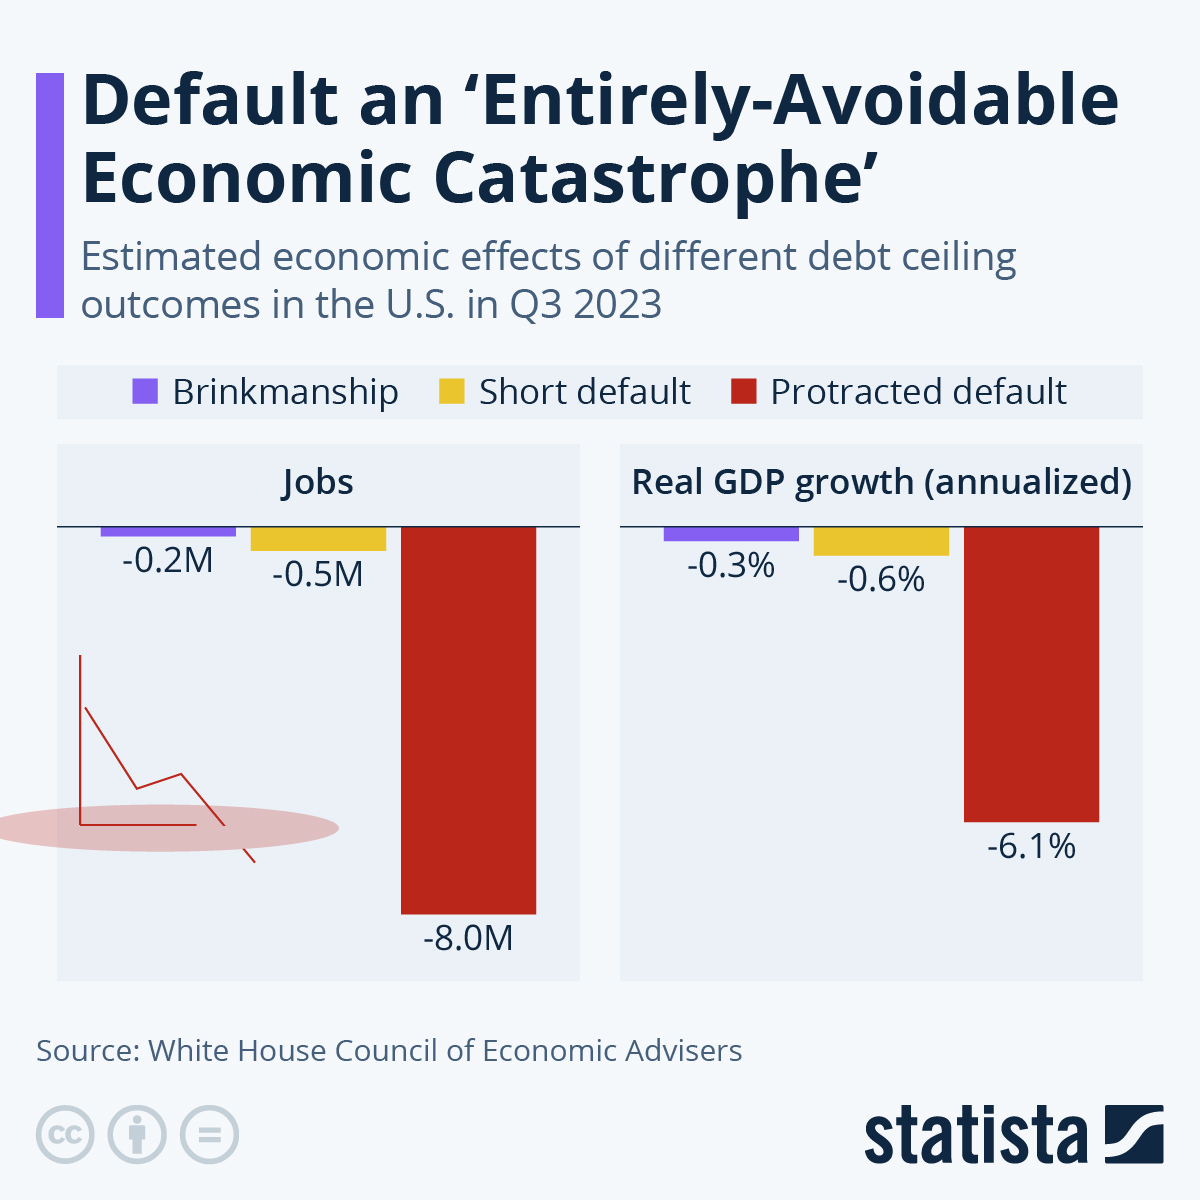 Default an ‘Entirely-Avoidable
Economic Catastrophe’
Estimated economic effects of different debt ceiling
outcomes in the U.S. in Q3 2023
Brinkmanship Short default Protracted default
Jobs
-0.2M
-0.5M
-8.0M
Real GDP growth (annualized)
-0.3%
-0.6%
-6.1%
Source: White House Council of Economic Advisers
cc
statista